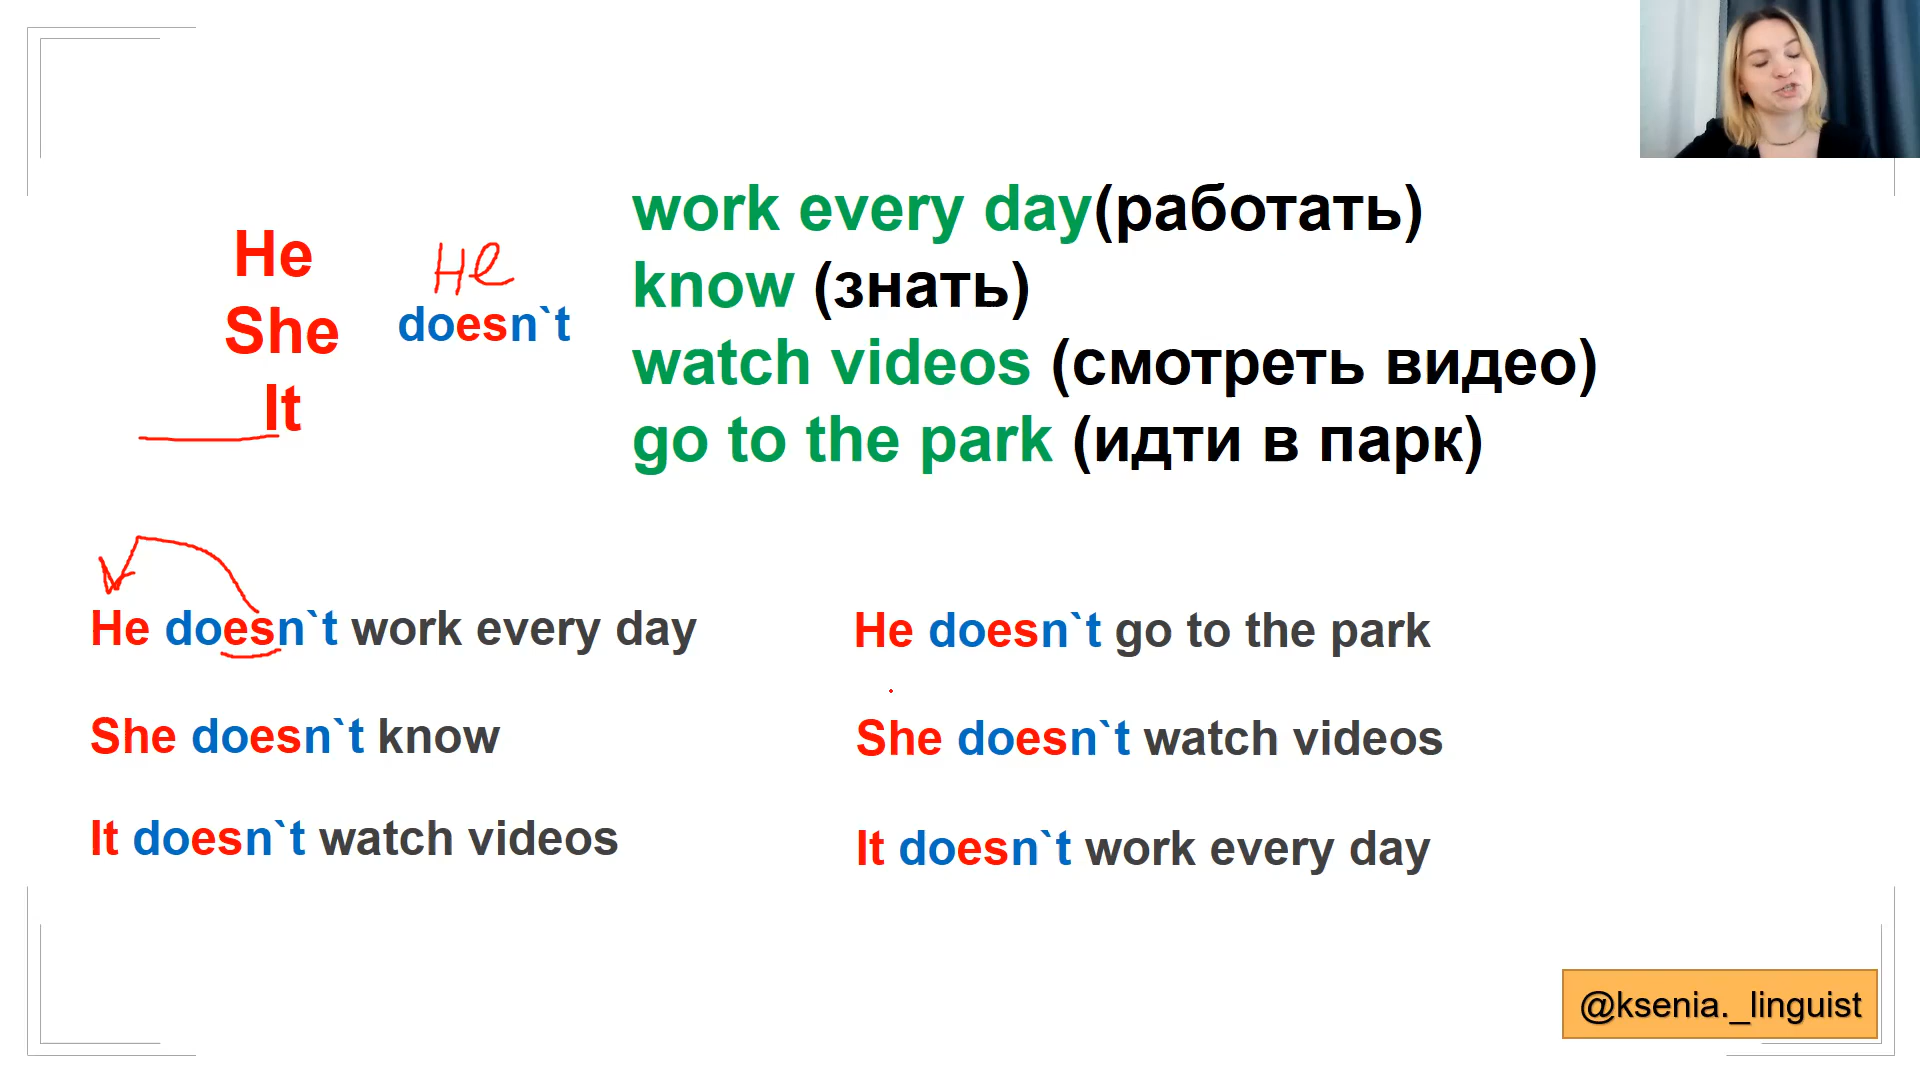 He
She
It
не
doesn`t
work every day(работать)
know (знать)
watch videos (смотреть видео)
go to the park (идти в парк)
He doesn`t work every day
She doesn`t know
It doesn`t watch videos
He doesn`t go to the park
She doesn`t watch videos
It doesn`t work every day
@ksenia._linguist